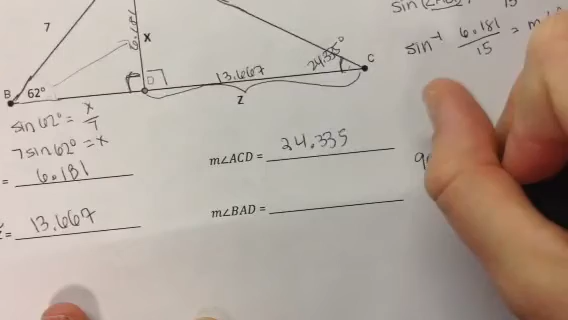 7
6.181
X
B
62°
24.335°
C
13.667
Z
sin 62° = x/7
7 sin 62° = x
= 6.181
= 13.667
m∠ACD = 24.335
m∠BAD =
15
sin⁻¹ 6.181/15 = m∠